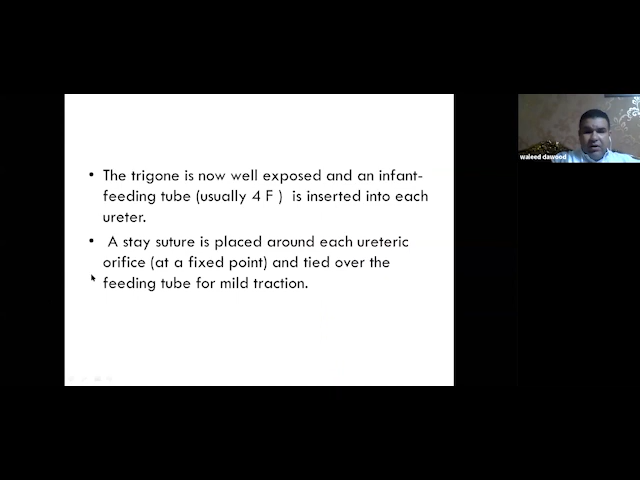 • The trigone is now well exposed and an infant-
feeding tube (usually 4 F ) is inserted into each
ureter.
• A stay suture is placed around each ureteric
orifice (at a fixed point) and tied over the
feeding tube for mild traction.
waleed dawood